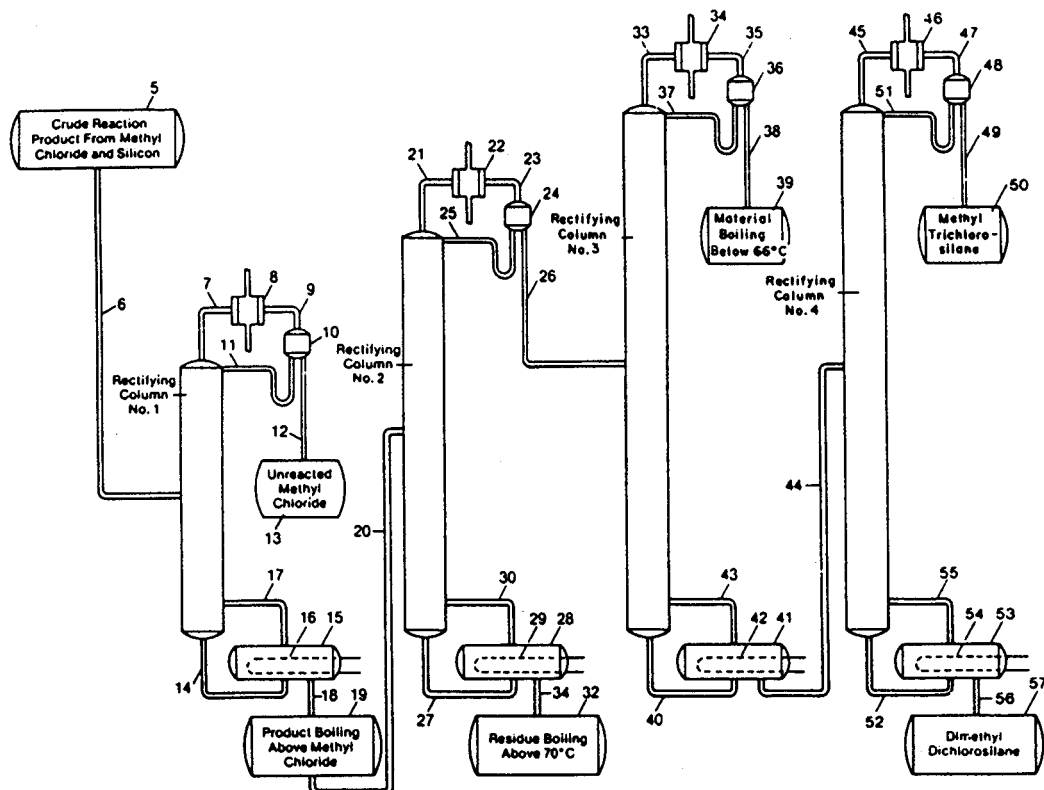 5
Crude Reaction
Product From Methyl
Chloride and Silicon
6
7
8
9
10
11
Rectifying
Column
No. 1
12
Unreacted
Methyl
Chloride
13
14
15
16
17
18
19
Product Boiling
Above Methyl
Chloride
20
21
22
23
24
25
26
Rectifying
Column
No. 2
27
28
29
30
34
32
Residue Boiling
Above 70°C
33
34
35
36
37
38
39
Material
Boiling
Below 66°C
Rectifying
Column
No. 3
40
41
42
43
44
45
46
47
48
49
50
51
Methyl
Trichloro-
silane
Rectifying
Column
No. 4
52
53
54
55
56
57
Dimethyl
Dichlorosilane